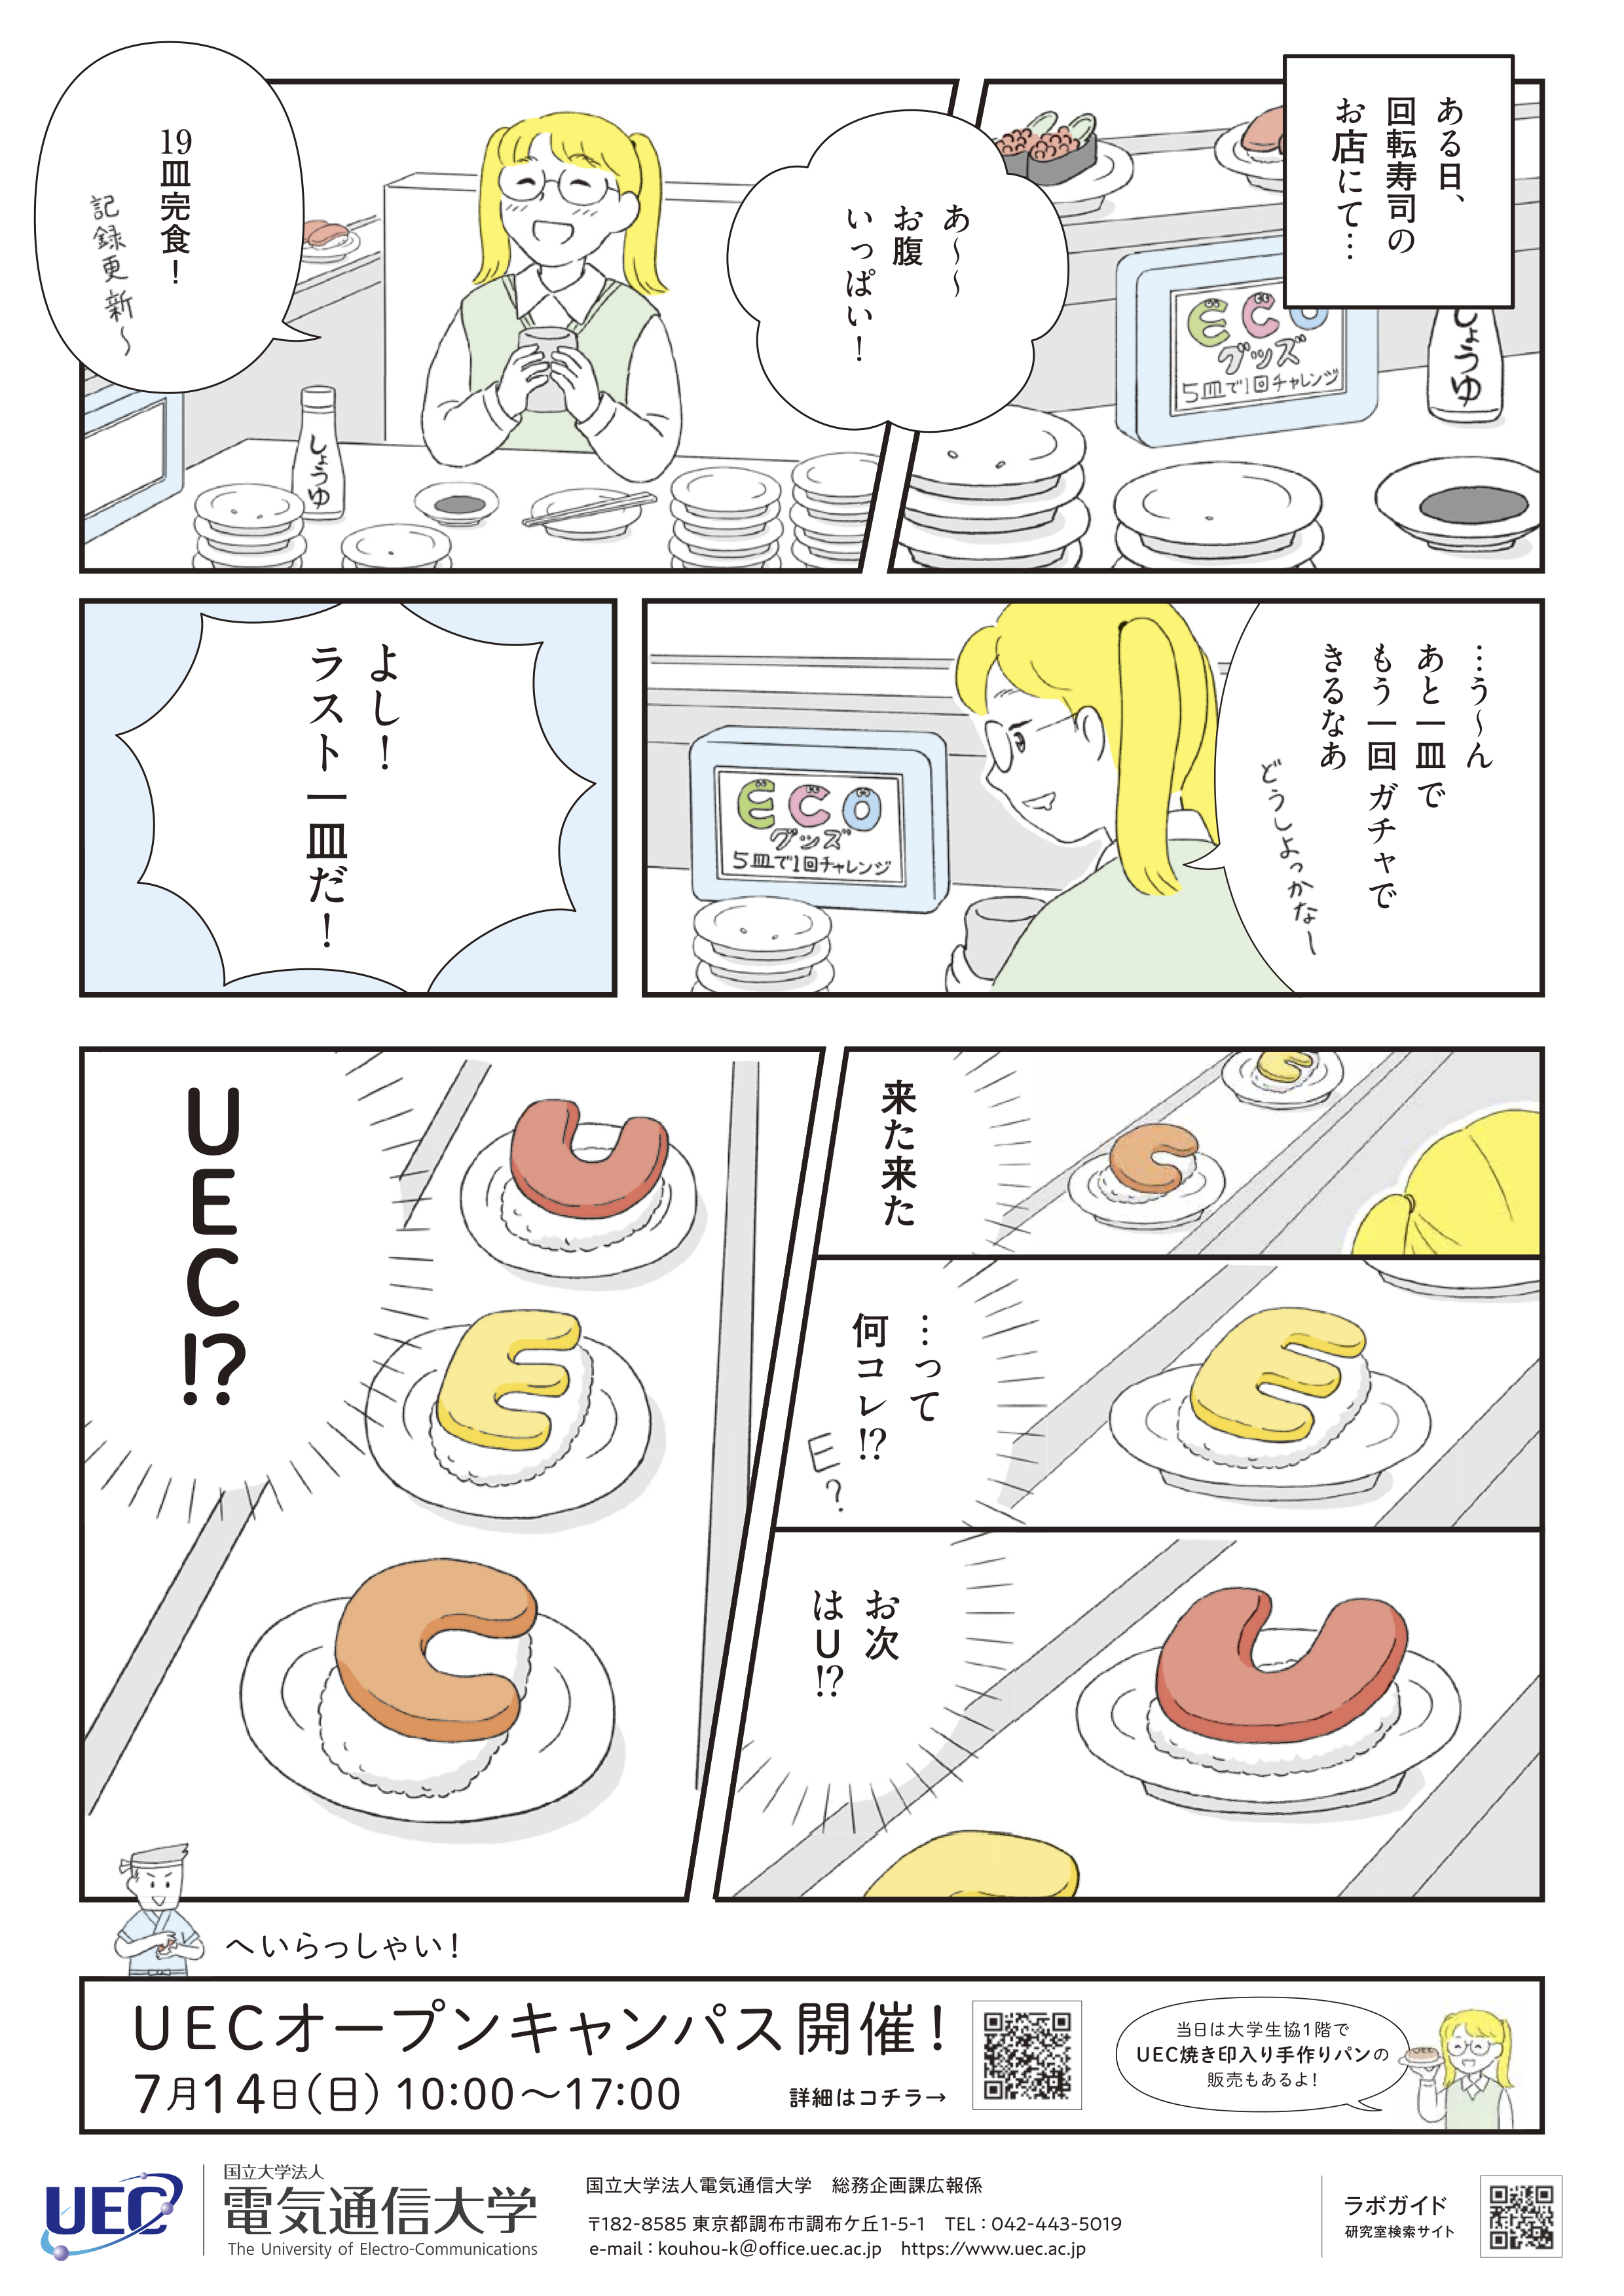 ある日、
回転寿司の
お店にて…
ECO
グッズ
5皿で1回チャレンジ
しょうゆ
あ〜〜
お腹
いっぱい！
19皿完食！
記録更新〜
しょうゆ
…う〜ん
あと一皿で
もう一回ガチャで
きるなあ
どうしよっかなー
ECO
グッズ
5皿で1回チャレンジ
よし！
ラスト一皿だ！
来た来た
E
C
…って
何コレ!?
E?
E
お次
はU!?
U
UEC!?
U
E
C
へいらっしゃい！
UECオープンキャンパス開催！
7月14日（日）10:00〜17:00
詳細はコチラ→
当日は大学生協1階で
UEC焼き印入り手作りパンの
販売もあるよ！
UEC
国立大学法人
電気通信大学
The University of Electro-Communications
国立大学法人電気通信大学　総務企画課広報係
〒182-8585 東京都調布市調布ケ丘1-5-1　TEL：042-443-5019
e-mail：kouhou-k@office.uec.ac.jp　https://www.uec.ac.jp
ラボガイド
研究室検索サイト